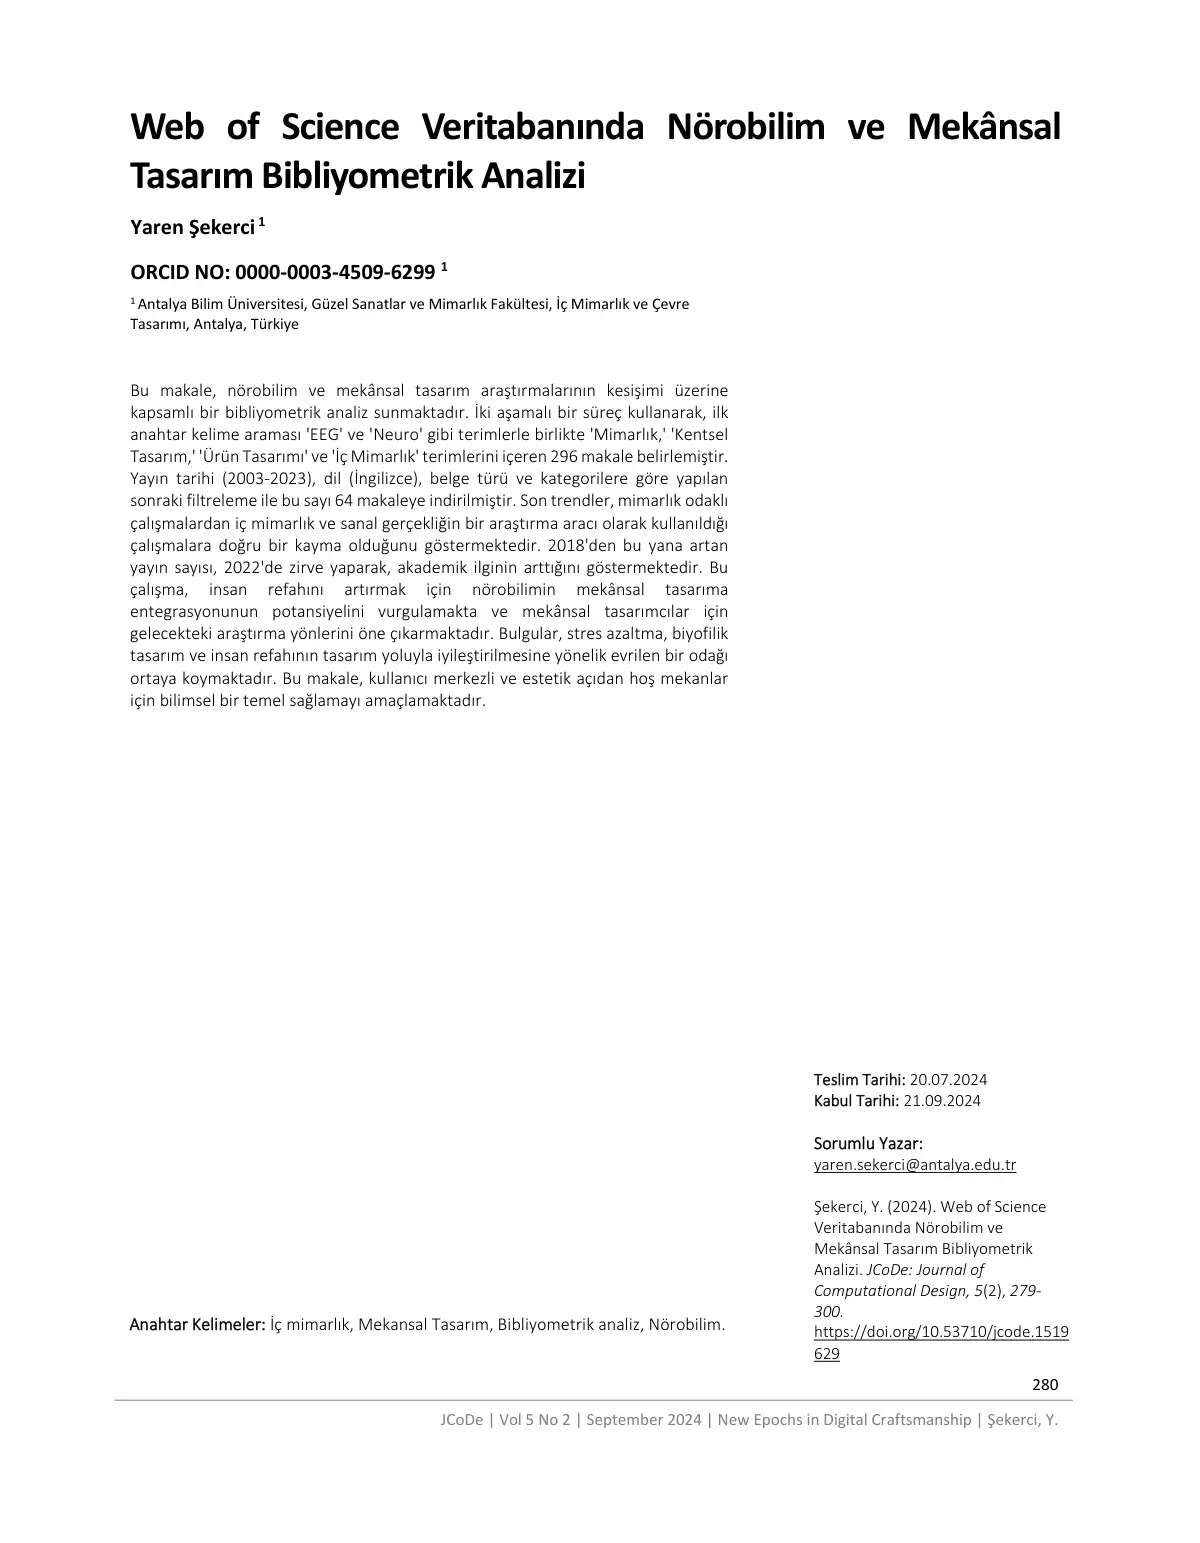 Web of Science Veritabanında Nörobilim ve Mekânsal
Tasarım Bibliyometrik Analizi
Yaren Şekerci 1
ORCID NO: 0000-0003-4509-6299 1
1 Antalya Bilim Üniversitesi, Güzel Sanatlar ve Mimarlık Fakültesi, İç Mimarlık ve Çevre
Tasarımı, Antalya, Türkiye
Bu makale, nörobilim ve mekânsal tasarım araştırmalarının kesişimi üzerine
kapsamlı bir bibliyometrik analiz sunmaktadır. İki aşamalı bir süreç kullanarak, ilk
anahtar kelime araması 'EEG' ve 'Neuro' gibi terimlerle birlikte 'Mimarlık,' 'Kentsel
Tasarım,' 'Ürün Tasarımı' ve 'İç Mimarlık' terimlerini içeren 296 makale belirlemiştir.
Yayın tarihi (2003-2023), dil (İngilizce), belge türü ve kategorilere göre yapılan
sonraki filtreleme ile bu sayı 64 makaleye indirilmiştir. Son trendler, mimarlık odaklı
çalışmalardan iç mimarlık ve sanal gerçekliğin bir araştırma aracı olarak kullanıldığı
çalışmalara doğru bir kayma olduğunu göstermektedir. 2018'den bu yana artan
yayın sayısı, 2022'de zirve yaparak, akademik ilginin arttığını göstermektedir. Bu
çalışma, insan refahını artırmak için nörobilimin mekânsal tasarıma
entegrasyonunun potansiyelini vurgulamakta ve mekânsal tasarımcılar için
gelecekteki araştırma yönlerini öne çıkarmaktadır. Bulgular, stres azaltma, biyofilik
tasarım ve insan refahının tasarım yoluyla iyileştirilmesine yönelik evrilen bir odağı
ortaya koymaktadır. Bu makale, kullanıcı merkezli ve estetik açıdan hoş mekanlar
için bilimsel bir temel sağlamayı amaçlamaktadır.
Teslim Tarihi: 20.07.2024
Kabul Tarihi: 21.09.2024
Sorumlu Yazar:
yaren.sekerci@antalya.edu.tr
Şekerci, Y. (2024). Web of Science
Veritabanında Nörobilim ve
Mekânsal Tasarım Bibliyometrik
Analizi. JCoDe: Journal of
Computational Design, 5(2), 279-
300.
https://doi.org/10.53710/jcode.1519
629
Anahtar Kelimeler: İç mimarlık, Mekansal Tasarım, Bibliyometrik analiz, Nörobilim.
280
JCoDe | Vol 5 No 2 | September 2024 | New Epochs in Digital Craftsmanship | Şekerci, Y.